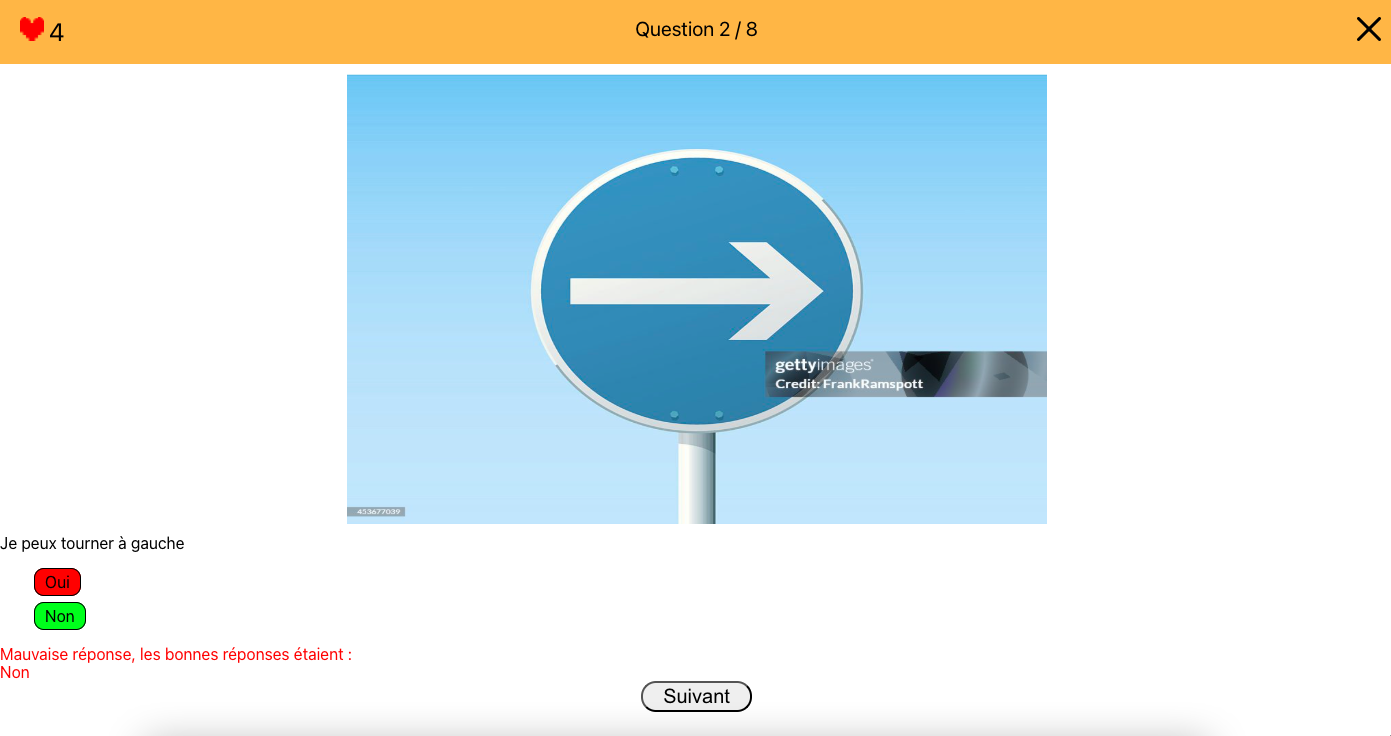 4
Question 2 / 8
gettyimages®
Credit: FrankRamspott
453677039
Je peux tourner à gauche
Oui
Non
Mauvaise réponse, les bonnes réponses étaient :
Non
Suivant